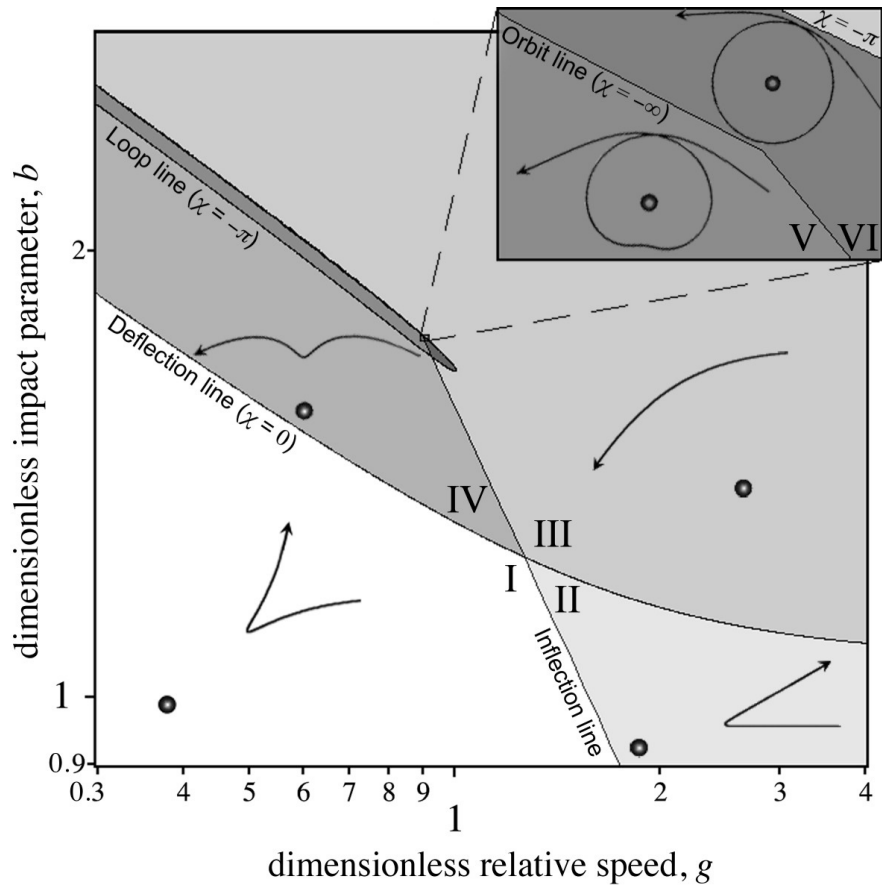 χ = -π
Orbit line (χ = -∞)
V
VI
Loop line (χ = -π)
2
dimensionless impact parameter, b
Deflection line (χ = 0)
IV
III
I
II
Inflection line
1
0.9
0.3
4
5
6
7
8
9
2
3
4
1
dimensionless relative speed, g